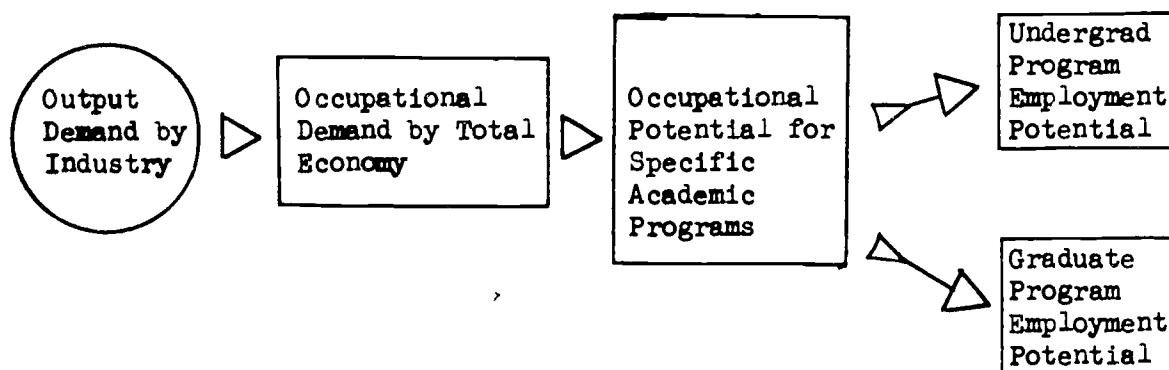 Output
Demand by
Industry
Occupational
Demand by Total
Economy
Occupational
Potential for
Specific
Academic
Programs
Undergrad
Program
Employment
Potential
Graduate
Program
Employment
Potential